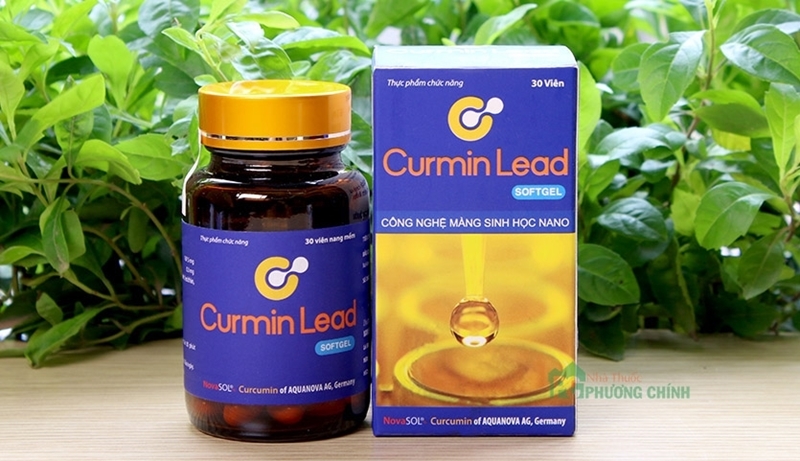 Thực phẩm chức năng
30 Viên
Curmin Lead
SOFTGEL
CÔNG NGHỆ MÀNG SINH HỌC NANO
NovaSOL® Curcumin of AQUANOVA AG, Germany
Thực phẩm chức năng
30 viên nang mềm
Curmin Lead
SOFTGEL
NovaSOL® Curcumin of AQUANOVA AG, Germany
Nhà Thuốc
PHƯƠNG CHÍNH